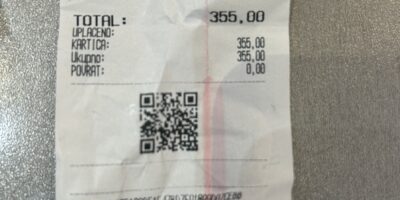 TOTAL: 355,00
UPLAĆENO:
KARTICA: 355,00
Ukupno: 355,00
POVRAT: 0,00